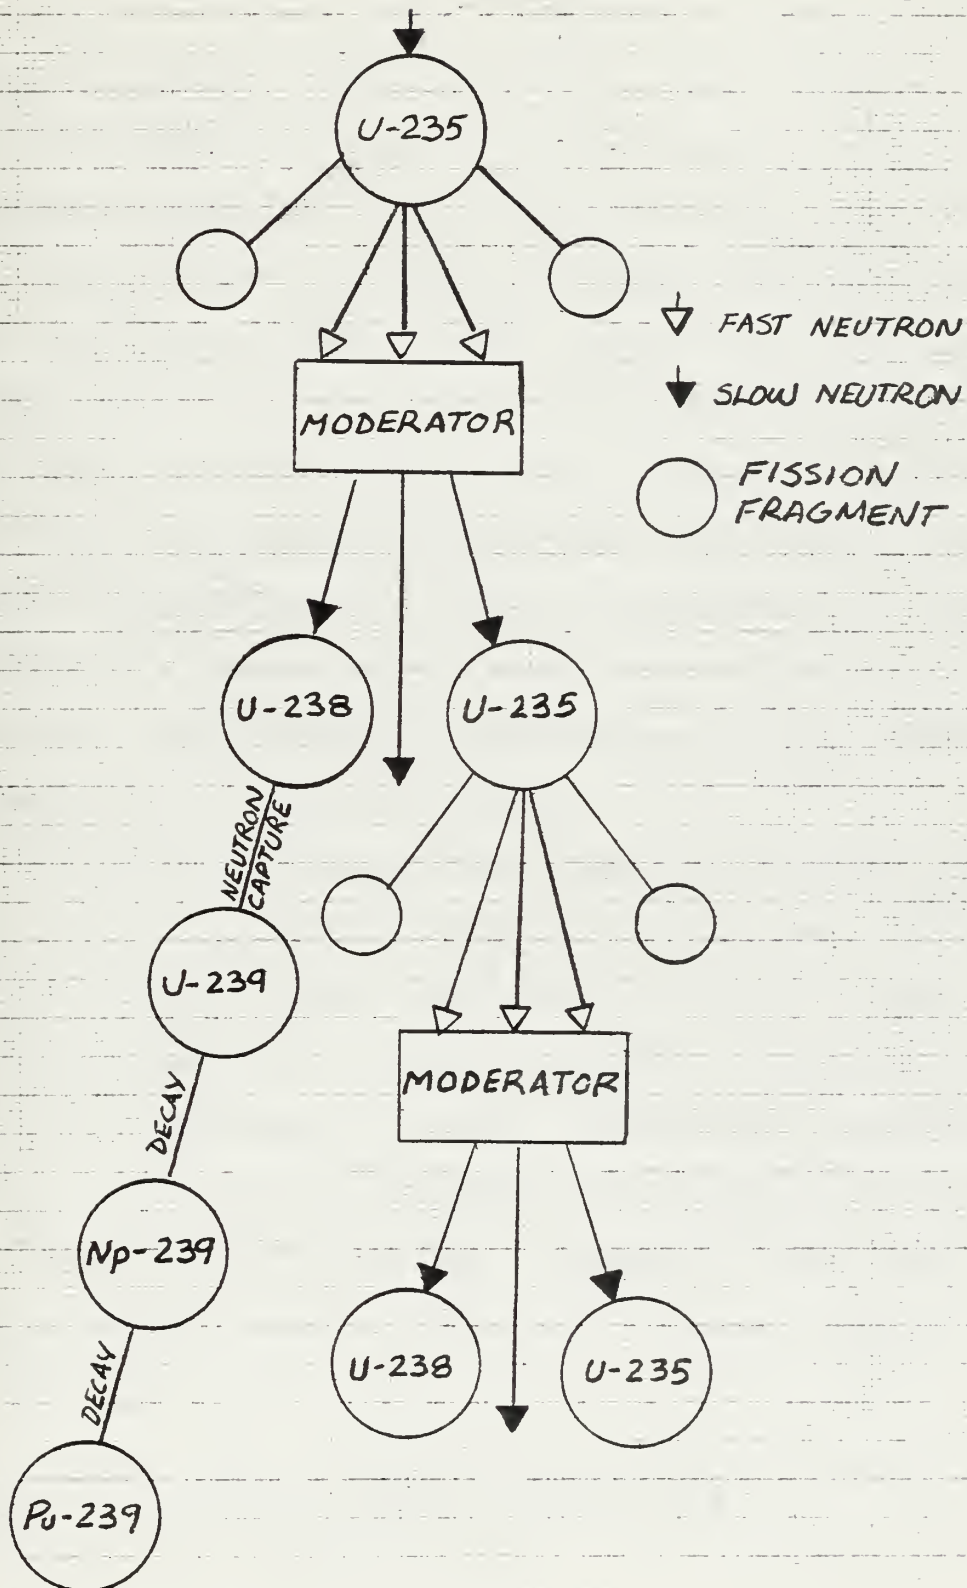 U-235
FAST NEUTRON
MODERATOR
SLOW NEUTRON
FISSION
FRAGMENT
U-238
U-235
NEUTRON
CAPTURE
U-239
MODERATOR
DECAY
Np-239
U-238
U-235
DECAY
Pu-239